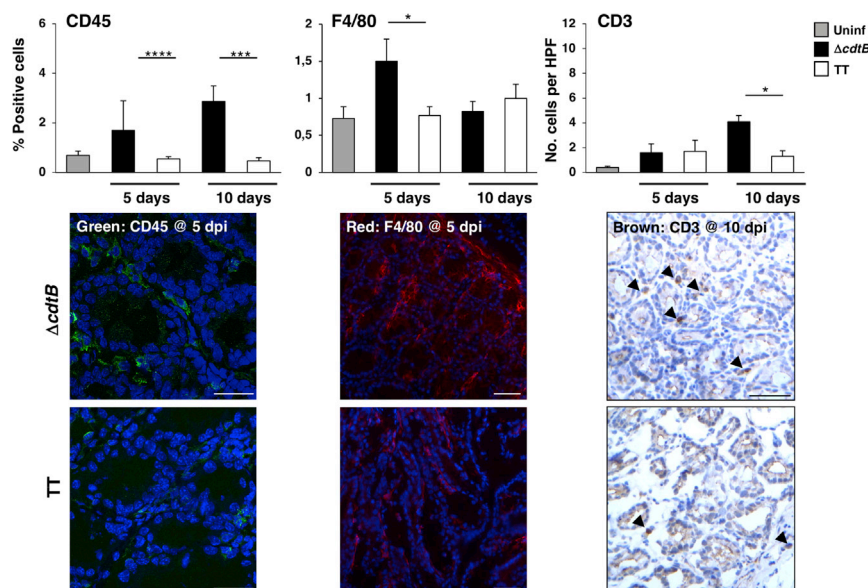 CD45
% Positive cells
6
4
2
0
****
***
5 days
10 days
F4/80
2
1,5
1
0,5
0
*
5 days
10 days
CD3
No. cells per HPF
12
10
8
6
4
2
0
*
5 days
10 days
Uninf
ΔcdtB
TT
ΔcdtB
Green: CD45 @ 5 dpi
Red: F4/80 @ 5 dpi
Brown: CD3 @ 10 dpi
TT